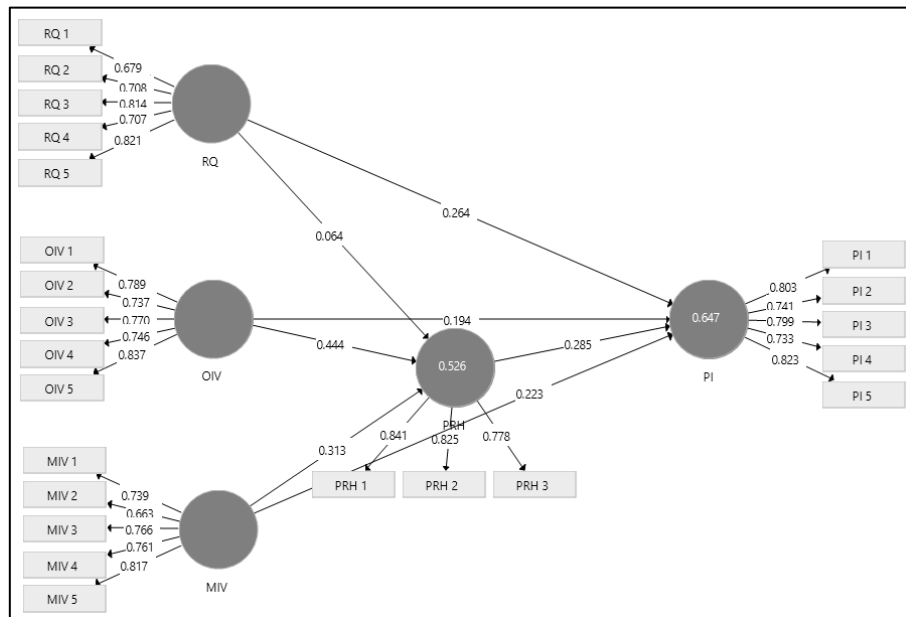 RQ 1
RQ 2
RQ 3
RQ 4
RQ 5
0.679
0.708
0.814
0.707
0.821
RQ
0.264
0.064
OIV 1
OIV 2
OIV 3
OIV 4
OIV 5
0.789
0.737
0.770
0.746
0.837
OIV
0.194
0.444
0.526
PRH
0.285
0.223
0.647
PI
0.803
0.741
0.799
0.733
0.823
PI 1
PI 2
PI 3
PI 4
PI 5
0.313
0.841
0.825
0.778
PRH 1
PRH 2
PRH 3
MIV 1
MIV 2
MIV 3
MIV 4
MIV 5
0.739
0.663
0.766
0.761
0.817
MIV